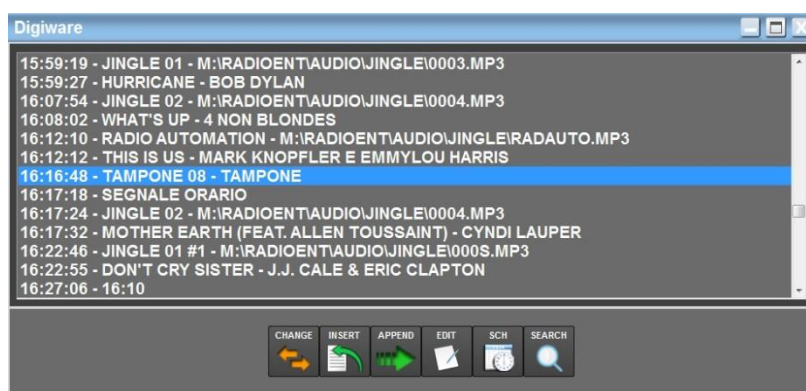 Digiware
15:59:19 - JINGLE 01 - M:\RADIOENT\AUDIO\JINGLE\0003.MP3
15:59:27 - HURRICANE - BOB DYLAN
16:07:54 - JINGLE 02 - M:\RADIOENT\AUDIO\JINGLE\0004.MP3
16:08:02 - WHAT'S UP - 4 NON BLONDES
16:12:10 - RADIO AUTOMATION - M:\RADIOENT\AUDIO\JINGLE\RADAUTO.MP3
16:12:12 - THIS IS US - MARK KNOPFLER E EMMYLOU HARRIS
16:16:48 - TAMPONE 08 - TAMPONE
16:17:18 - SEGNALE ORARIO
16:17:24 - JINGLE 02 - M:\RADIOENT\AUDIO\JINGLE\0004.MP3
16:17:32 - MOTHER EARTH (FEAT. ALLEN TOUSSAINT) - CYNDI LAUPER
16:22:46 - JINGLE 01 #1 - M:\RADIOENT\AUDIO\JINGLE\000S.MP3
16:22:55 - DON'T CRY SISTER - J.J. CALE & ERIC CLAPTON
16:27:06 - 16:10
CHANGE INSERT APPEND EDIT SCH SEARCH